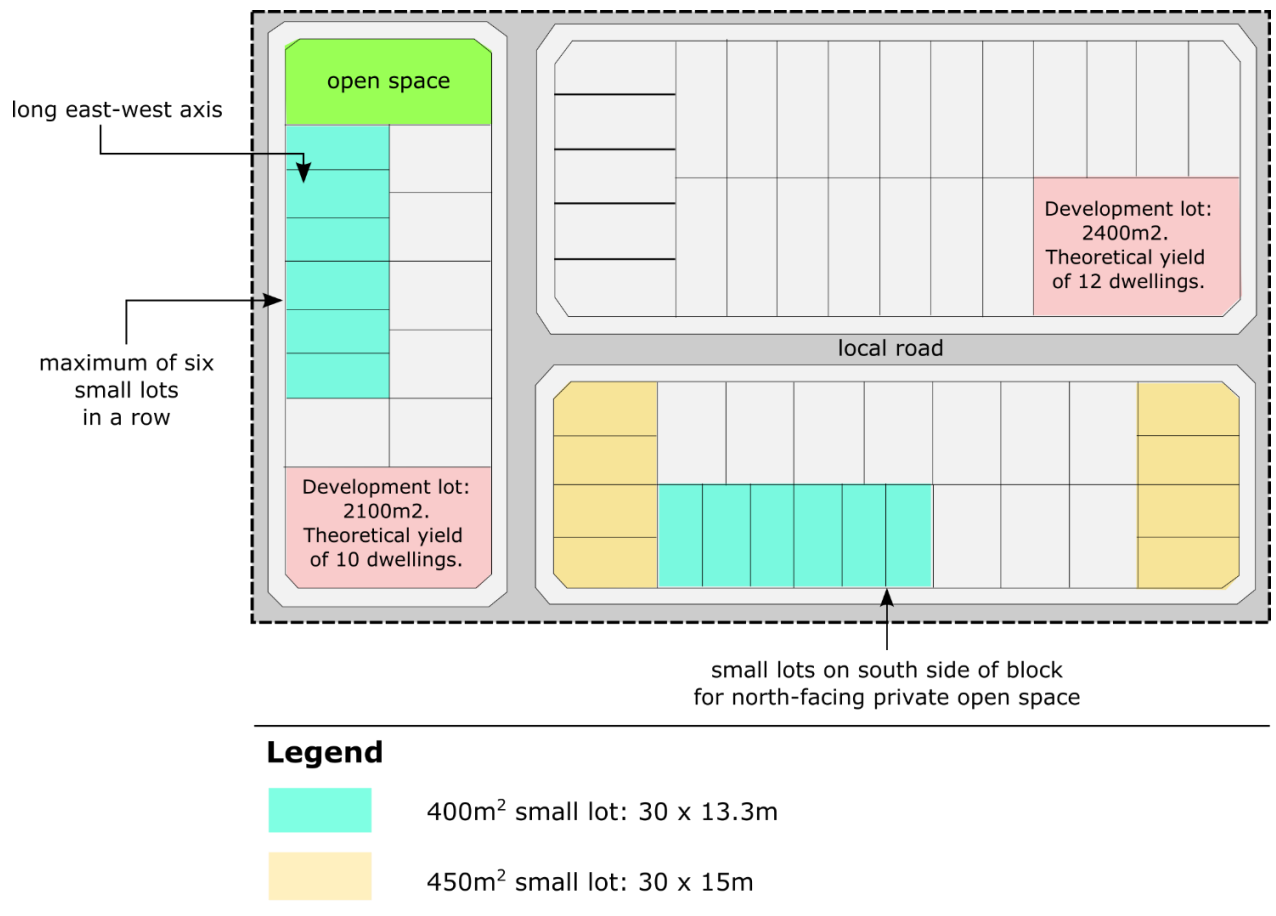 open space
long east-west axis
maximum of six
small lots
in a row
Development lot:
2100m2.
Theoretical yield
of 10 dwellings.
Development lot:
2400m2.
Theoretical yield
of 12 dwellings.
local road
small lots on south side of block
for north-facing private open space
Legend
400m² small lot: 30 x 13.3m
450m² small lot: 30 x 15m